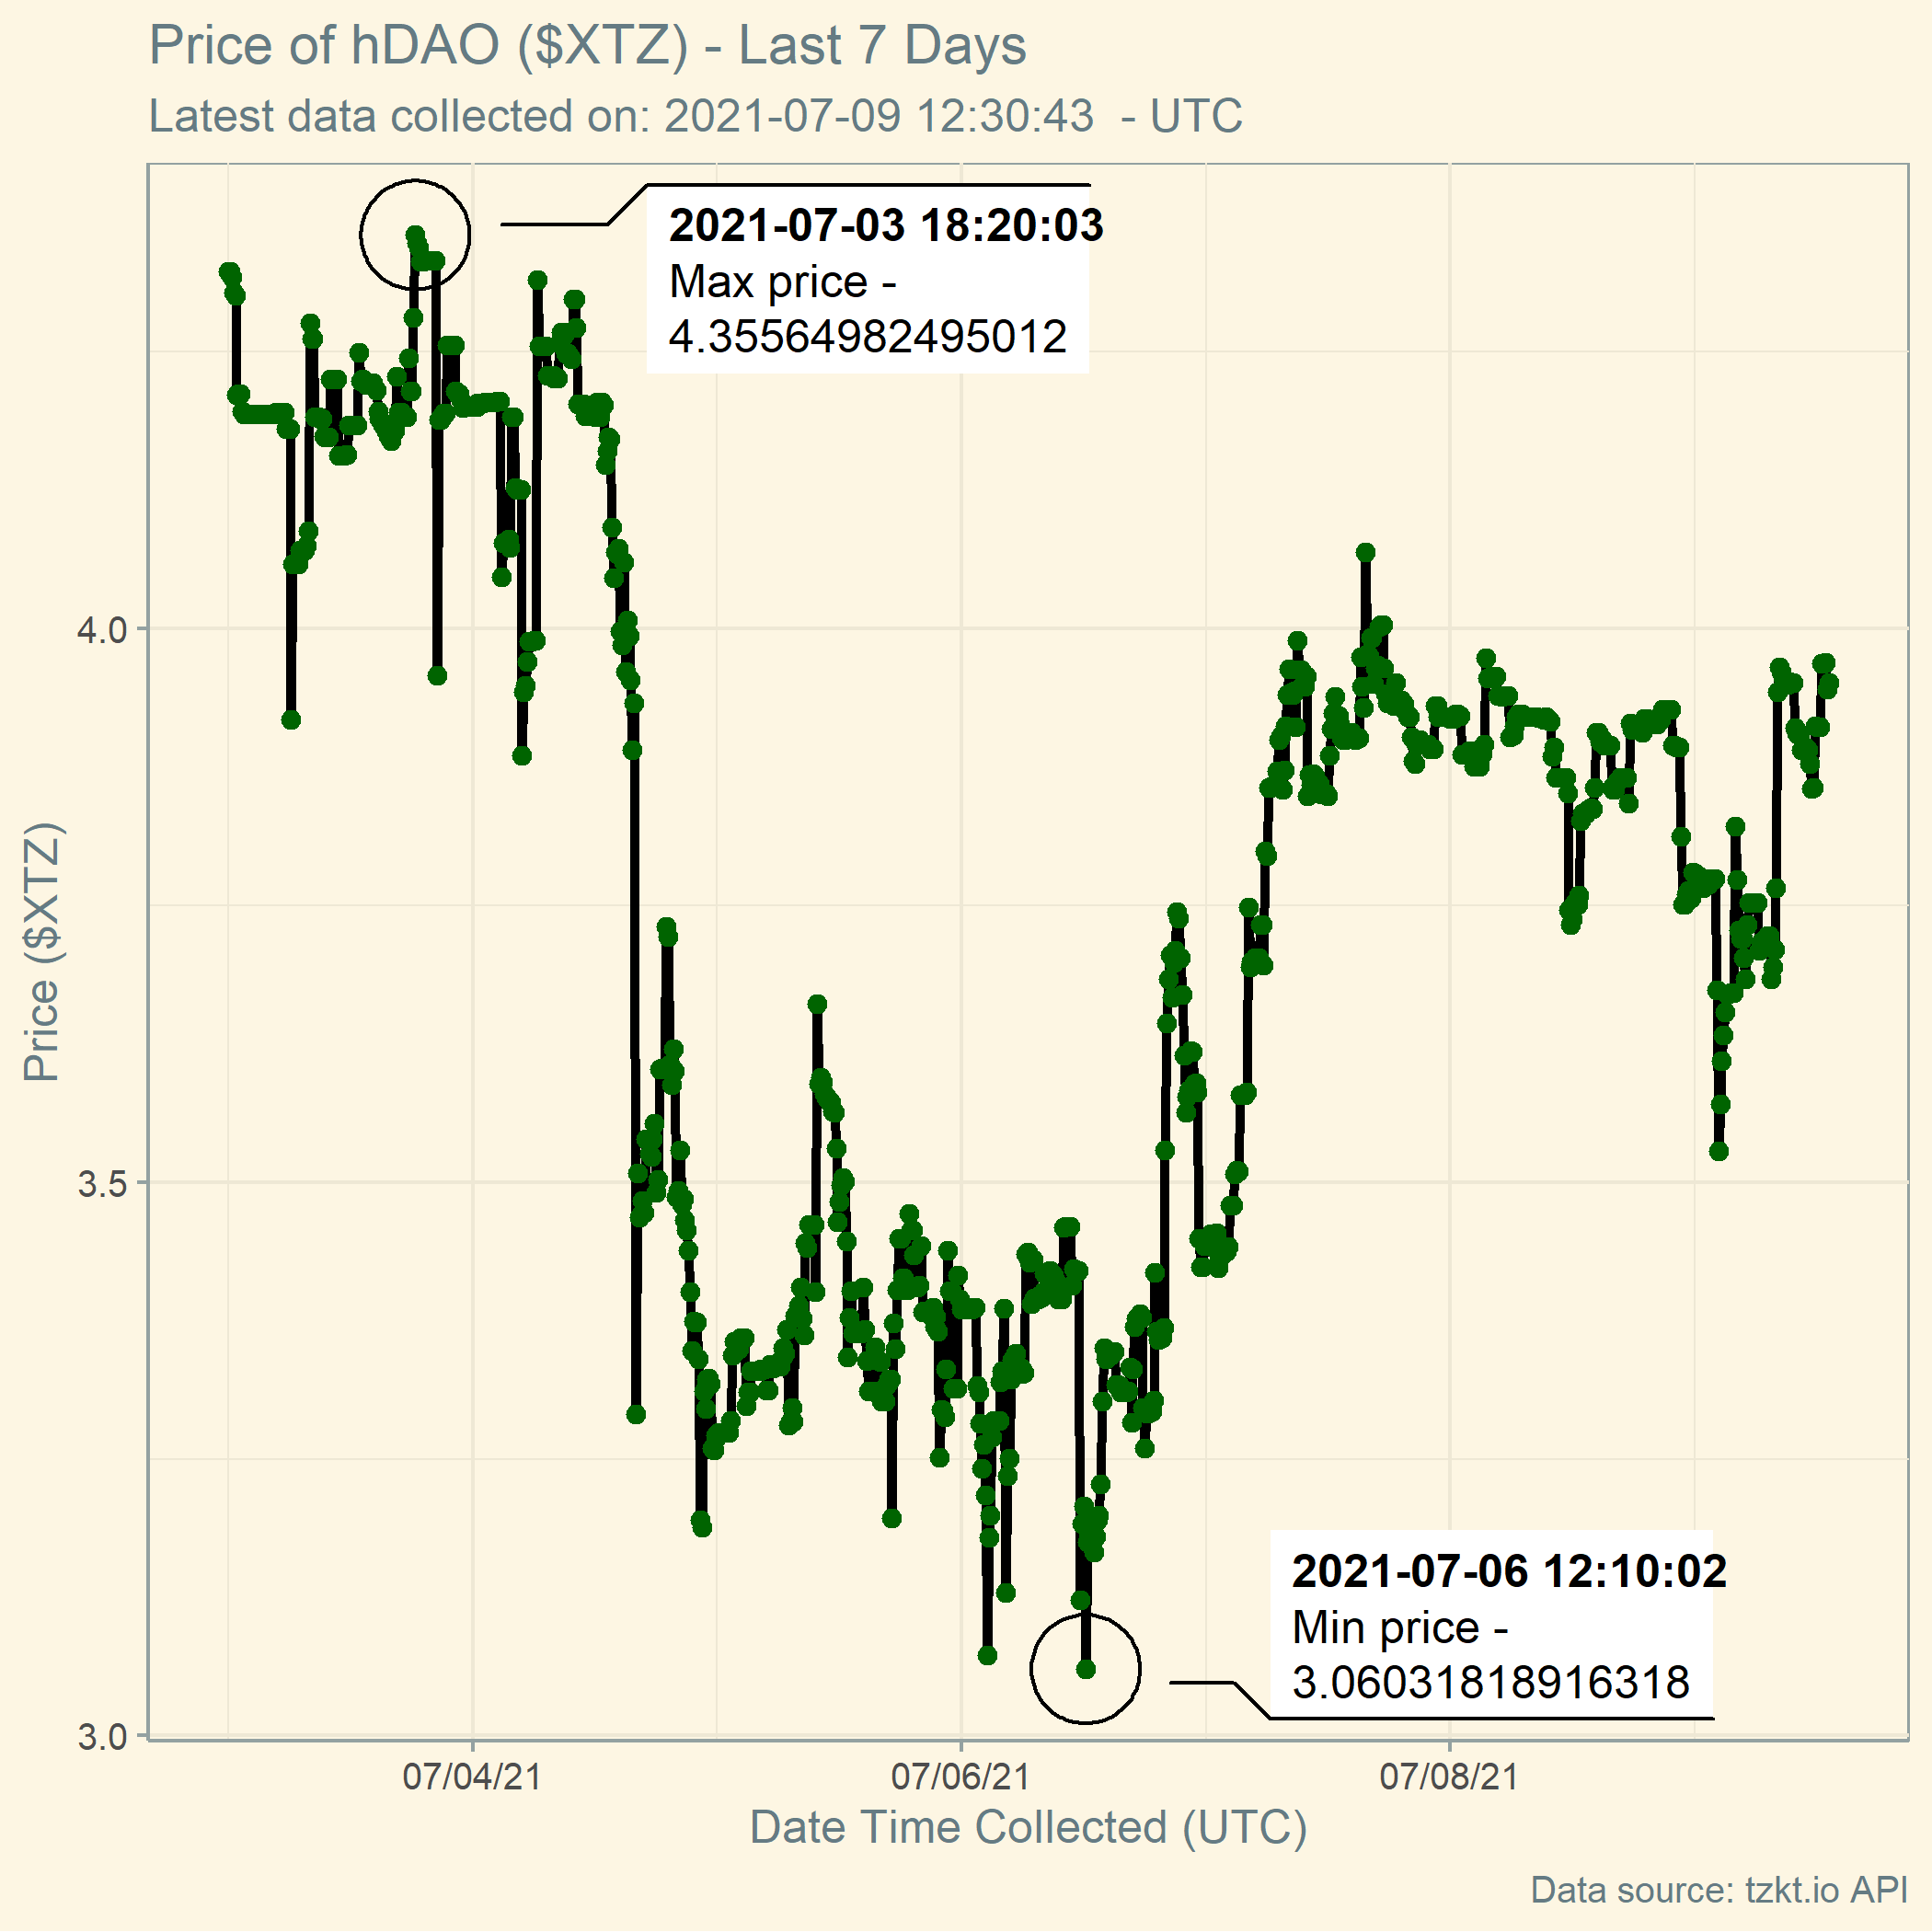 Price of hDAO ($XTZ) - Last 7 Days
Latest data collected on: 2021-07-09 12:30:43  - UTC
2021-07-03 18:20:03
Max price -
4.35564982495012
4.0
3.5
3.0
Price ($XTZ)
2021-07-06 12:10:02
Min price -
3.06031818916318
07/04/21
07/06/21
07/08/21
Date Time Collected (UTC)
Data source: tzkt.io API